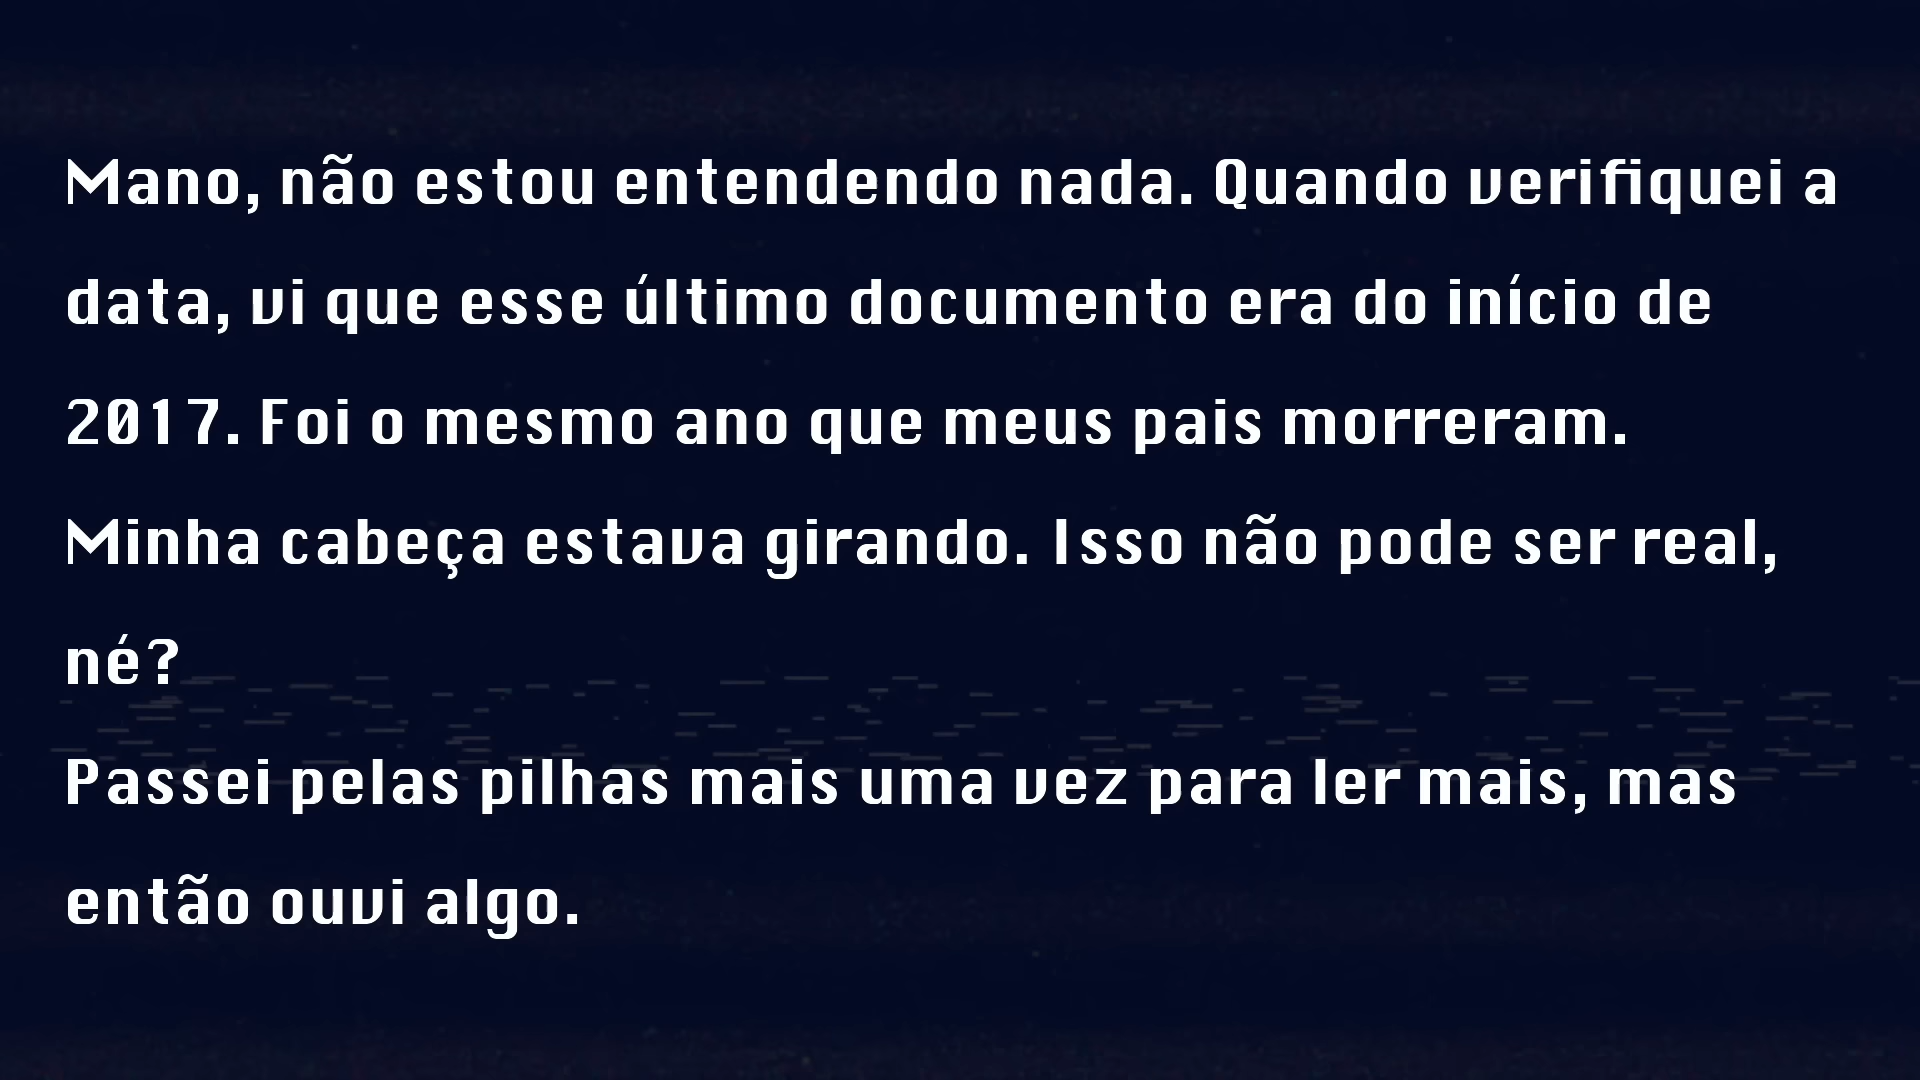 Mano, não estou entendendo nada. Quando verifiquei a
data, vi que esse último documento era do início de
2017. Foi o mesmo ano que meus pais morreram.
Minha cabeça estava girando. Isso não pode ser real,
né?
Passei pelas pilhas mais uma vez para ler mais, mas
então ouvi algo.